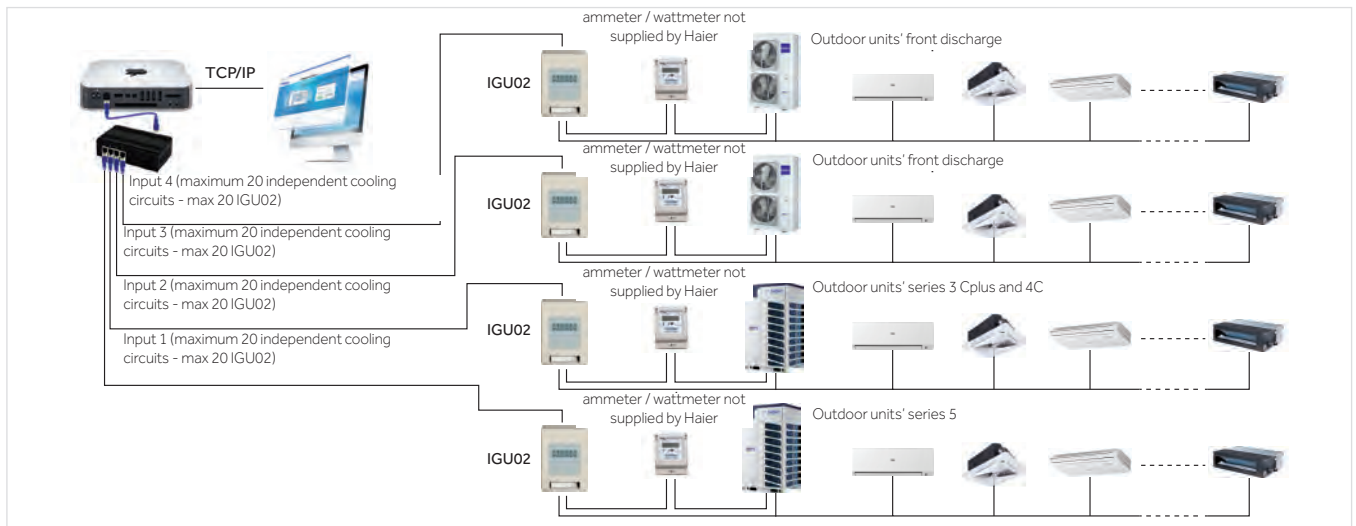 ammeter / wattmeter not
supplied by Haier
Outdoor units' front discharge
TCP/IP
IGU02
ammeter / wattmeter not
supplied by Haier
Outdoor units' front discharge
Input 4 (maximum 20 independent cooling
circuits - max 20 IGU02)
IGU02
Input 3 (maximum 20 independent cooling
circuits - max 20 IGU02)
ammeter / wattmeter not
supplied by Haier
Outdoor units' series 3 Cplus and 4C
Input 2 (maximum 20 independent cooling
circuits - max 20 IGU02)
IGU02
Input 1 (maximum 20 independent cooling
circuits - max 20 IGU02)
ammeter / wattmeter not
supplied by Haier
Outdoor units' series 5
IGU02